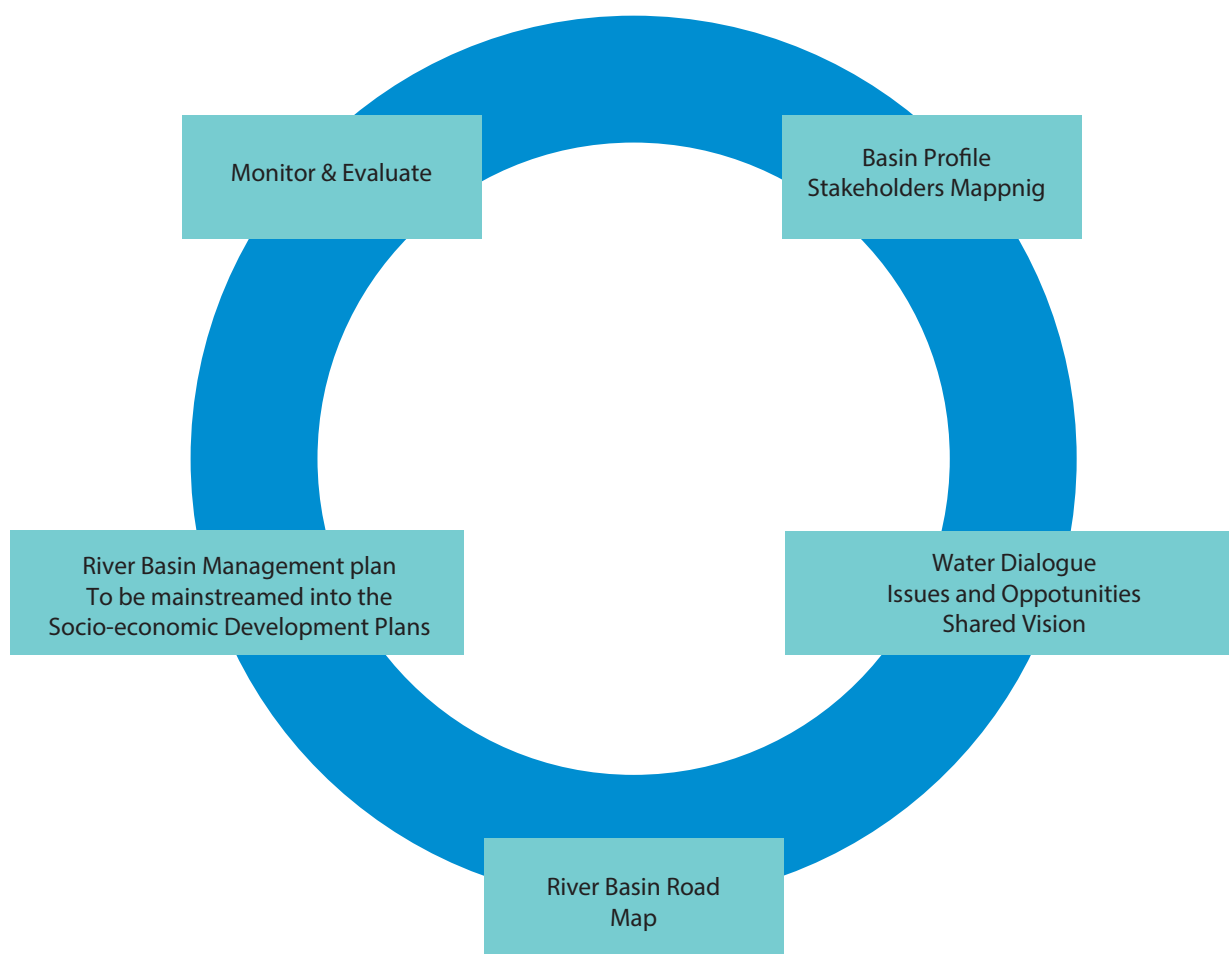 Monitor & Evaluate
Basin Profile
Stakeholders Mappnig
River Basin Management plan
To be mainstreamed into the
Socio-economic Development Plans
Water Dialogue
Issues and Oppotunities
Shared Vision
River Basin Road
Map